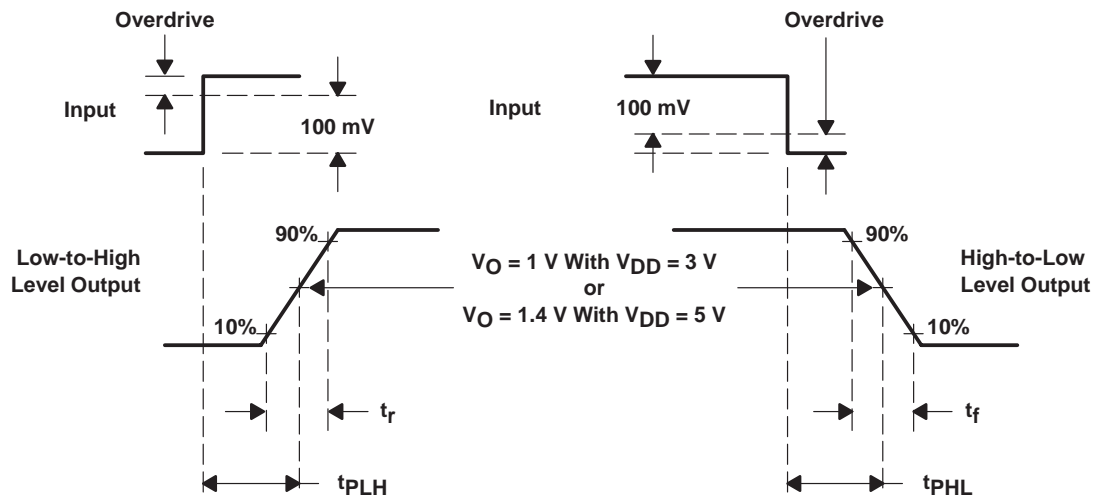 Overdrive
Overdrive
Input
100 mV
Input
100 mV
Low-to-High
Level Output
90%
10%
VO = 1 V With VDD = 3 V
or
VO = 1.4 V With VDD = 5 V
90%
10%
High-to-Low
Level Output
tr
tf
tPLH
tPHL